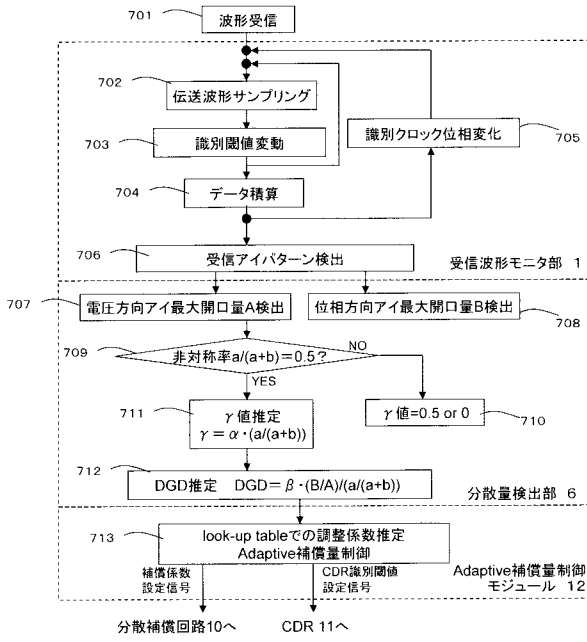 701
波形受信
702
伝送波形サンプリング
703
識別閾値変動
識別クロック位相変化
705
704
データ積算
706
受信アイパターン検出
受信波形モニタ部 1
707
電圧方向アイ最大開口量A検出
位相方向アイ最大開口量B検出
708
709
非対称率a/(a+b)=0.5?
NO
YES
711
γ値推定
γ=α・(a/(a+b))
γ値=0.5 or 0
710
712
DGD推定 DGD=β・(B/A)/(a/(a+b))
分散量検出部 6
713
look-up tableでの調整係数推定
Adaptive補償量制御
補償係数
設定信号
CDR識別閾値
設定信号
Adaptive補償量制御
モジュール 12
分散補償回路10へ
CDR 11へ